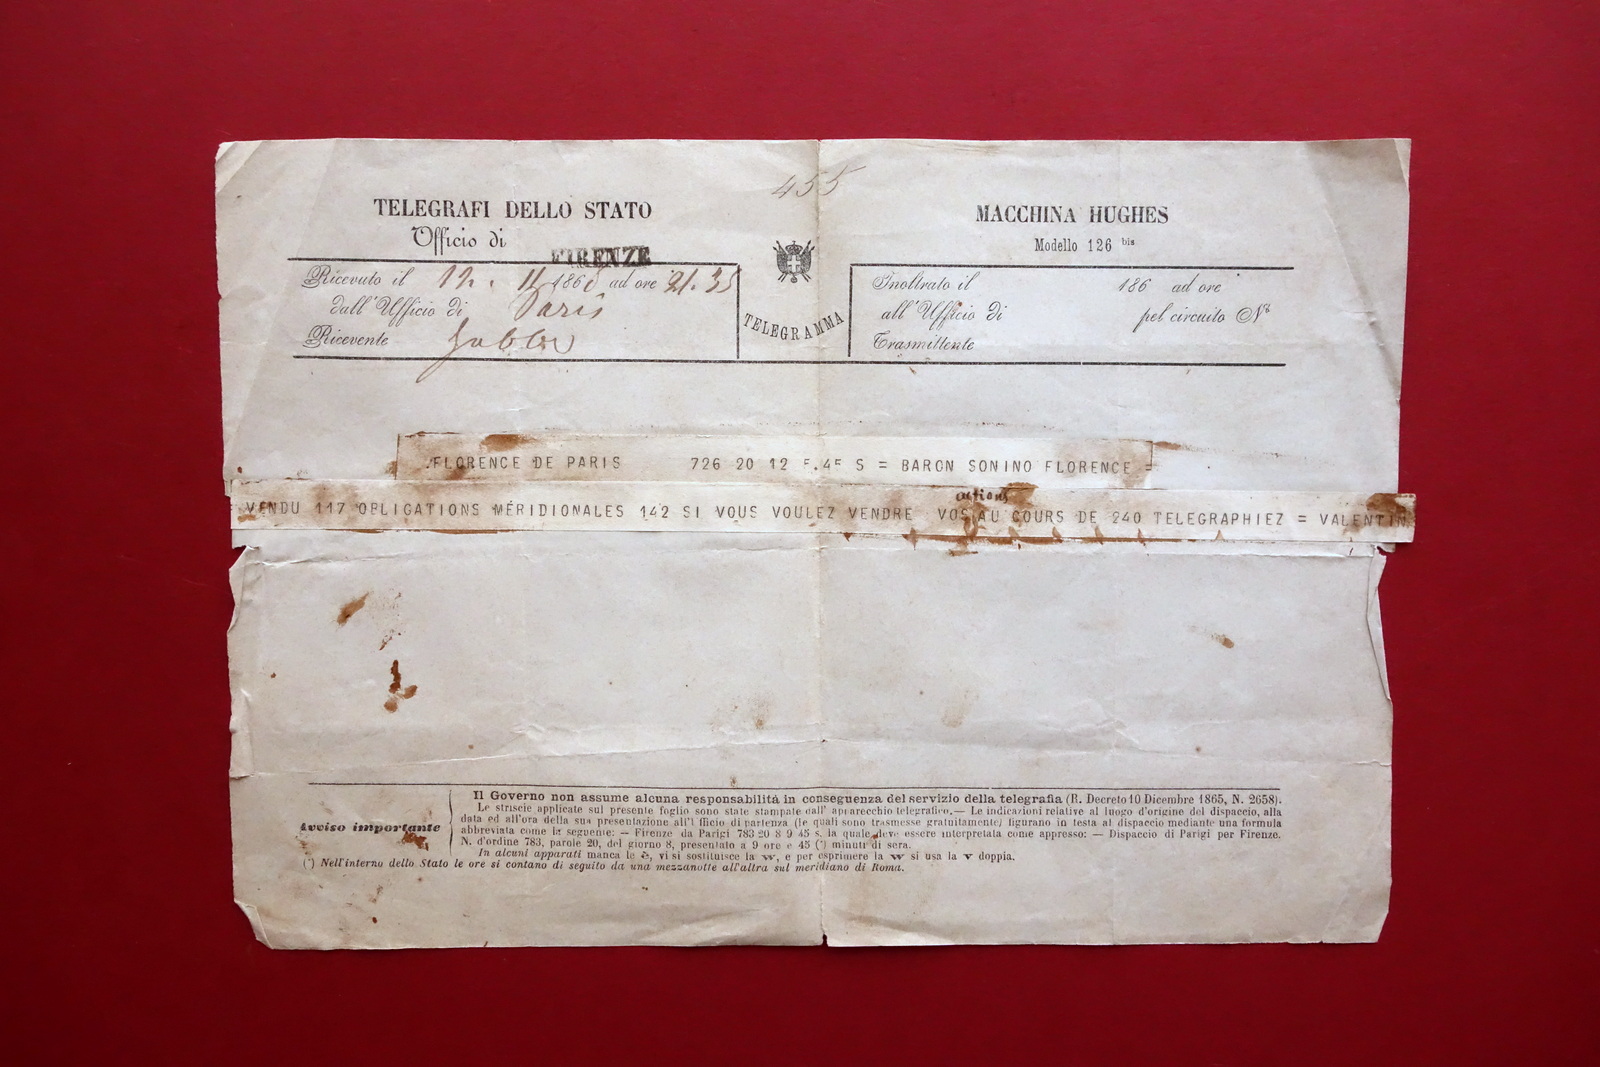 455
TELEGRAFI DELLO STATO
Ufficio di FIRENZE
Ricevuto il 12. 11 186 ad ore 21.35
dall'Ufficio di Paris
Ricevente
TELEGRAMMA
MACCHINA HUGHES
Modello 126 bis
Inoltrato il 186 ad ore
all'Ufficio di pel circuito N°
Trasmittente
FLORENCE DE PARIS 726 20 12 5.45 S = BARON SONINO FLORENCE =
actions
VENDU 117 OBLIGATIONS MÉRIDIONALES 142 SI VOUS VOULEZ VENDRE VOS AU COURS DE 240 TELEGRAPHIEZ = VALENTIN
Avviso importante
Il Governo non assume alcuna responsabilità in conseguenza del servizio della telegrafia (R. Decreto 10 Dicembre 1865, N. 2658).
Le striscie applicate sul presente foglio sono state stampate dall' apparecchio telegrafico. — Le indicazioni relative al luogo d'origine del dispaccio, alla
data ed all'ora della sua presentazione all'Ufficio di partenza (le quali sono trasmesse gratuitamente) figurano in testa al dispaccio mediante una formula
abbreviata come la seguente: — Firenze da Parigi 783 20 8 9 45 s. la quale deve essere interpretata come appresso: — Dispaccio di Parigi per Firenze.
N. d'ordine 783, parole 20, del giorno 8, presentato a 9 ore e 45 (*) minuti di sera.
In alcuni apparati manca le è, vi si sostituisce la w, e per esprimere la w si usa la v doppia.
(*) Nell'interno dello Stato le ore si contano di seguito da una mezzanotte all'altra sul meridiano di Roma.